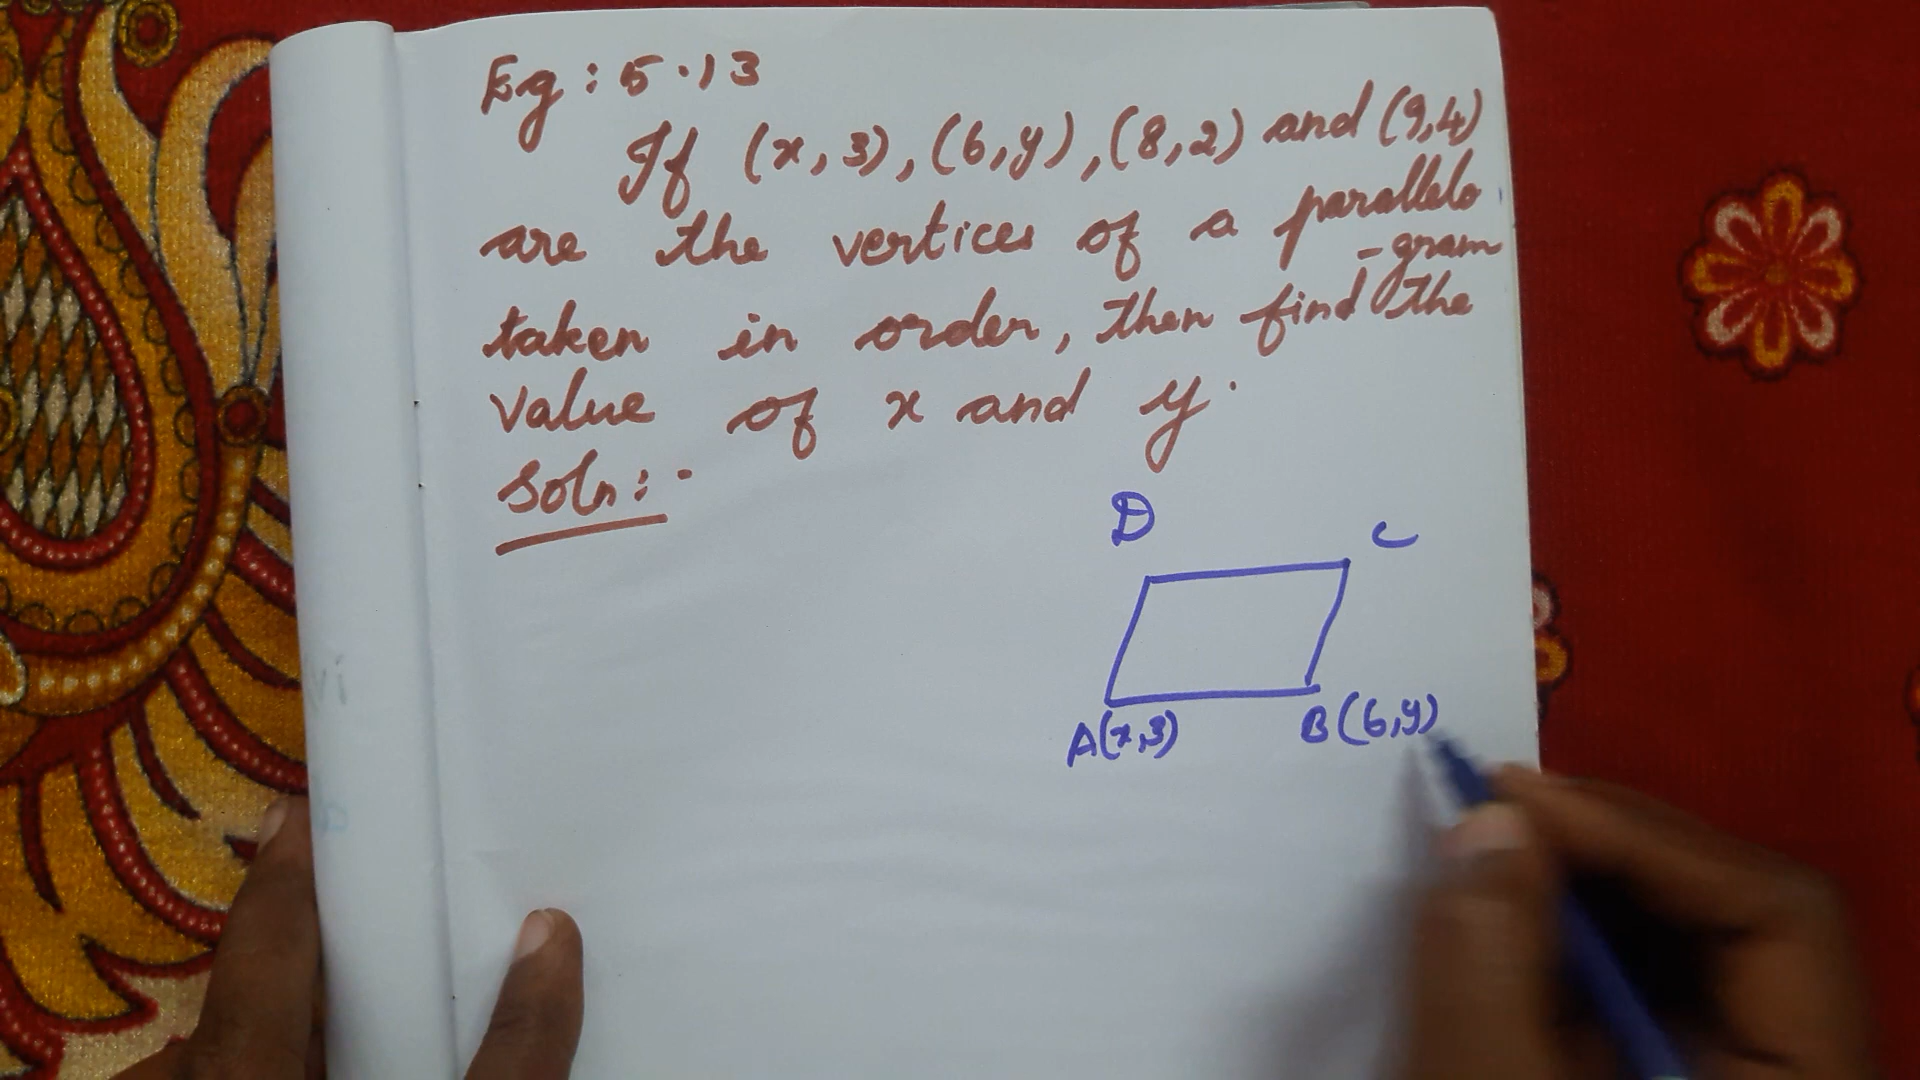 Eg : 5.13
If (x, 3), (6, y), (8, 2) and (9, 4)
are the vertices of a parallelo
-gram
taken in order, then find the
value of x and y.
Soln : -
D C
A(x,3) B(6,y)